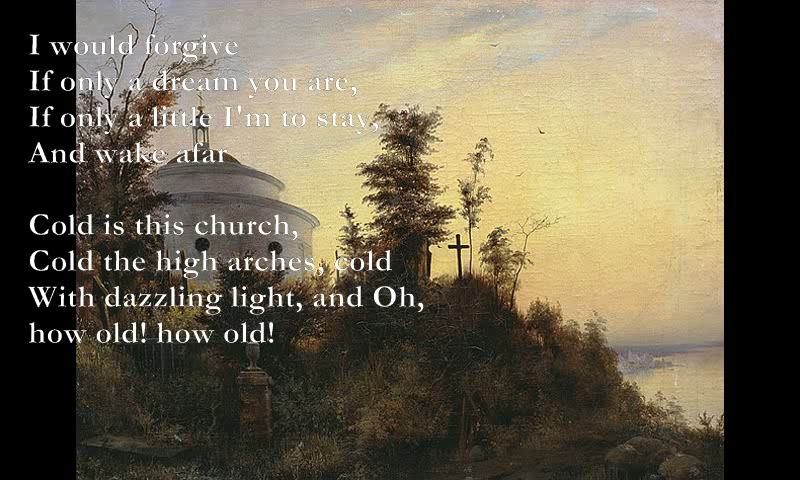 I would forgive
If only a dream you are,
If only a little I'm to stay,
And wake afar
Cold is this church,
Cold the high arches, cold
With dazzling light, and Oh,
how old! how old!